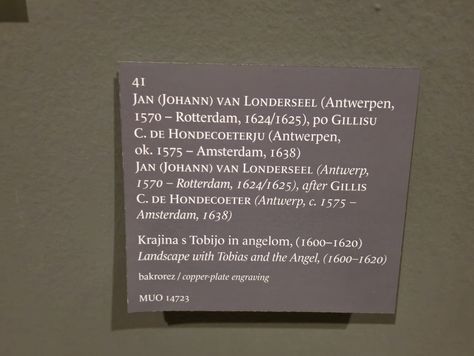 41
Jan (Johann) van Londerseel (Antwerpen,
1570 – Rotterdam, 1624/1625), po Gillisu
C. de Hondecoeterju (Antwerpen,
ok. 1575 – Amsterdam, 1638)
Jan (Johann) van Londerseel (Antwerp,
1570 – Rotterdam, 1624/1625), after Gillis
C. de Hondecoeter (Antwerp, c. 1575 –
Amsterdam, 1638)
Krajina s Tobijo in angelom, (1600–1620)
Landscape with Tobias and the Angel, (1600–1620)
bakrorez / copper-plate engraving
MUO 14723